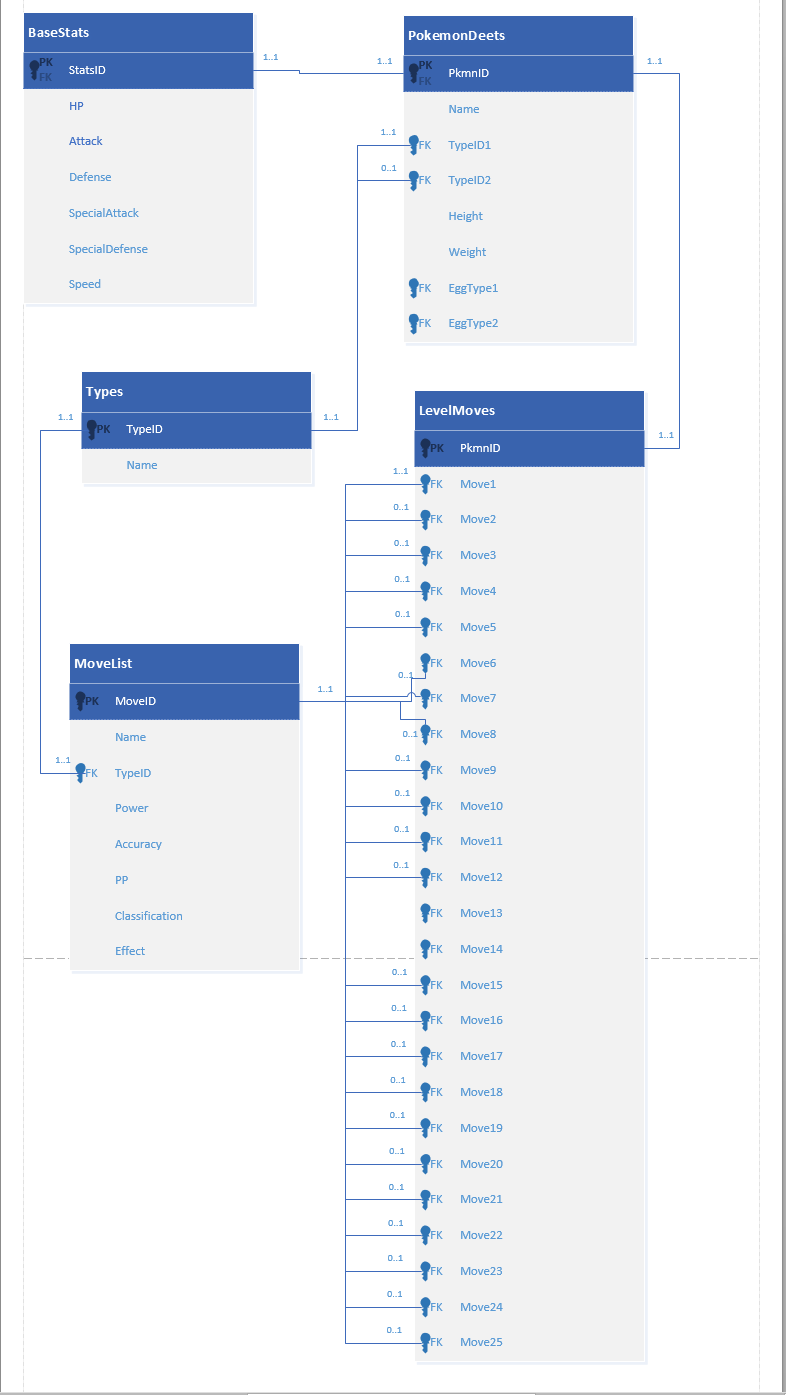 BaseStats
PK
FK
StatsID
HP
Attack
Defense
SpecialAttack
SpecialDefense
Speed
1..1
1..1
PokemonDeets
PK
FK
PkmnID
1..1
Name
1..1
FK TypeID1
0..1
FK TypeID2
Height
Weight
FK EggType1
FK EggType2
Types
1..1
PK TypeID
1..1
Name
LevelMoves
PK PkmnID
1..1
1..1
FK Move1
0..1
FK Move2
0..1
FK Move3
0..1
FK Move4
0..1
FK Move5
MoveList
PK MoveID
1..1
Name
1..1
FK TypeID
Power
Accuracy
PP
Classification
Effect
FK Move6
0..1
FK Move7
0..1
FK Move8
0..1
FK Move9
0..1
FK Move10
0..1
FK Move11
0..1
FK Move12
FK Move13
FK Move14
0..1
FK Move15
0..1
FK Move16
0..1
FK Move17
0..1
FK Move18
0..1
FK Move19
0..1
FK Move20
0..1
FK Move21
0..1
FK Move22
0..1
FK Move23
0..1
FK Move24
0..1
FK Move25